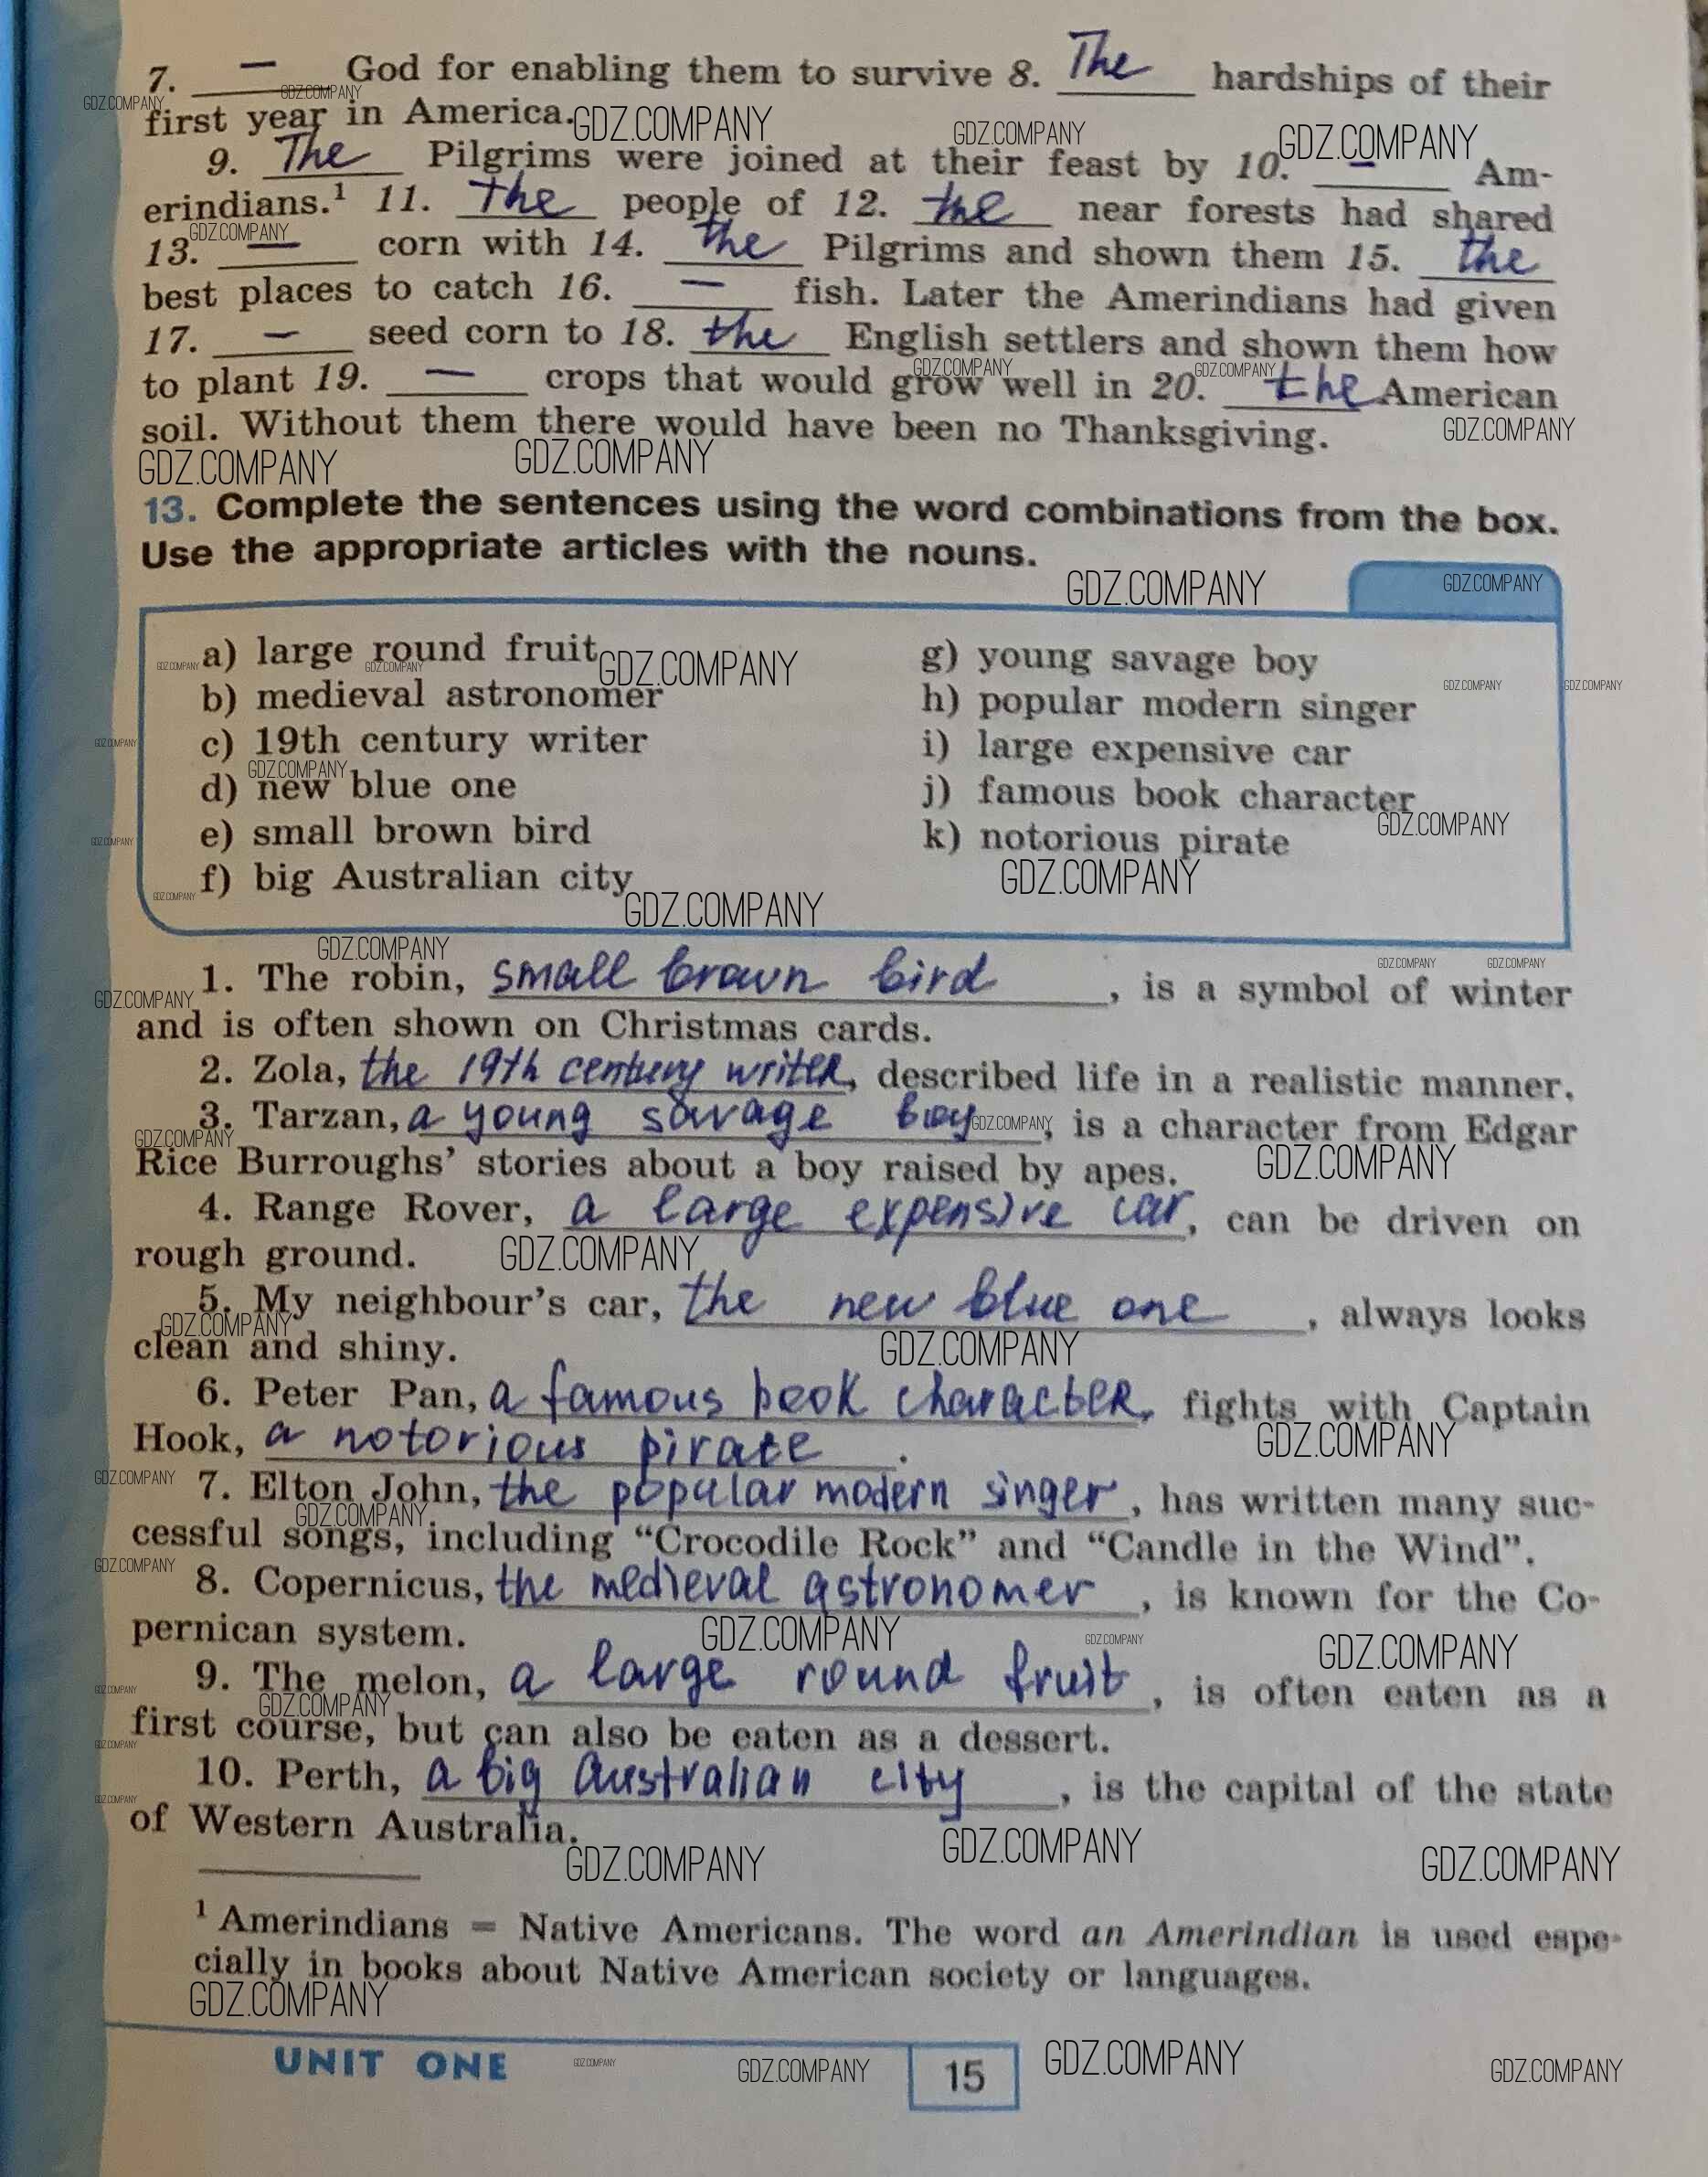 7. — God for enabling them to survive 8. The hardships of their
first year in America.
9. The Pilgrims were joined at their feast by 10. — Am-
erindians.¹ 11. the people of 12. the near forests had shared
13. — corn with 14. the Pilgrims and shown them 15. the
best places to catch 16. — fish. Later the Amerindians had given
17. — seed corn to 18. the English settlers and shown them how
to plant 19. — crops that would grow well in 20. the American
soil. Without them there would have been no Thanksgiving.
GDZ.COMPANY
13. Complete the sentences using the word combinations from the box.
Use the appropriate articles with the nouns.
a) large round fruit
b) medieval astronomer
c) 19th century writer
d) new blue one
e) small brown bird
f) big Australian city
g) young savage boy
h) popular modern singer
i) large expensive car
j) famous book character
k) notorious pirate
1. The robin, small brown bird, is a symbol of winter
and is often shown on Christmas cards.
2. Zola, the 19th century writer, described life in a realistic manner.
3. Tarzan, a young savage boy, is a character from Edgar
Rice Burroughs' stories about a boy raised by apes.
4. Range Rover, a large expensive car, can be driven on
rough ground.
5. My neighbour's car, the new blue one, always looks
clean and shiny.
6. Peter Pan, a famous book character, fights with Captain
Hook, a notorious pirate.
7. Elton John, the popular modern singer, has written many suc-
cessful songs, including "Crocodile Rock" and "Candle in the Wind".
8. Copernicus, the medieval astronomer, is known for the Co-
pernican system.
9. The melon, a large round fruit, is often eaten as a
first course, but can also be eaten as a dessert.
10. Perth, a big Australian city, is the capital of the state
of Western Australia.
¹ Amerindians = Native Americans. The word an Amerindian is used espe-
cially in books about Native American society or languages.
UNIT ONE
15